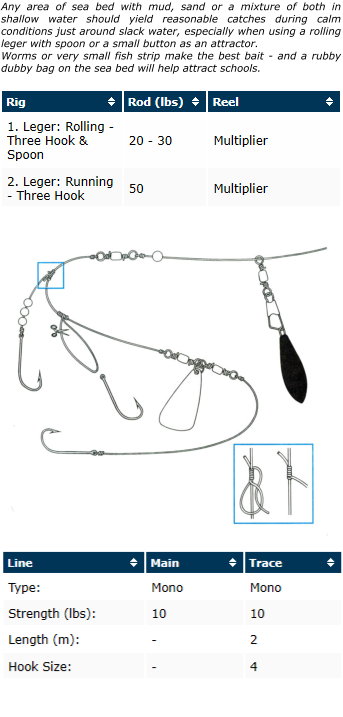 Any area of sea bed with mud, sand or a mixture of both in
shallow water should yield reasonable catches during calm
conditions just around slack water, especially when using a rolling
leger with spoon or a small button as an attractor.
Worms or very small fish strip make the best bait - and a rubby
dubby bag on the sea bed will help attract schools.
Rig Rod (lbs) Reel
1. Leger: Rolling -
Three Hook &
Spoon
20 - 30 Multiplier
2. Leger: Running
- Three Hook
50 Multiplier
Line Main Trace
Type: Mono Mono
Strength (lbs): 10 10
Length (m): - 2
Hook Size: - 4